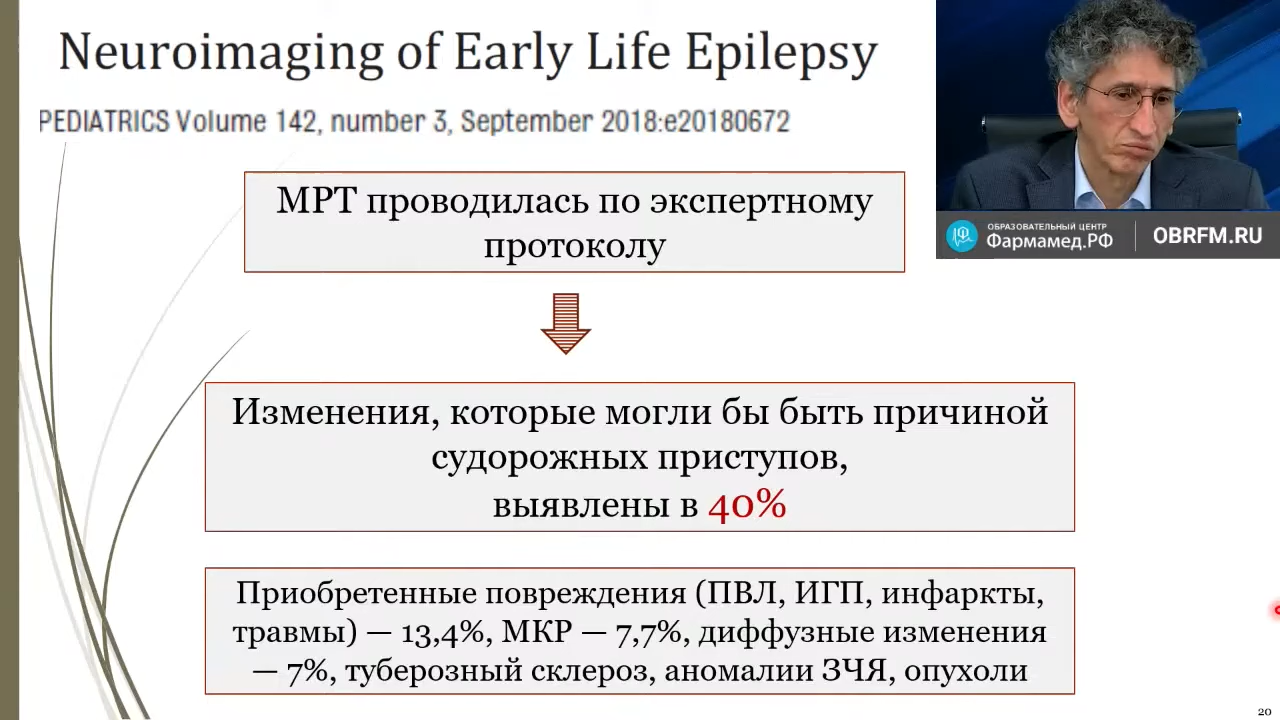 Neuroimaging of Early Life Epilepsy
PEDIATRICS Volume 142, number 3, September 2018:e20180672
ОБРАЗОВАТЕЛЬНЫЙ ЦЕНТР
Фармамед.РФ
OBRFM.RU
МРТ проводилась по экспертному
протоколу
Изменения, которые могли бы быть причиной
судорожных приступов,
выявлены в 40%
Приобретенные повреждения (ПВЛ, ИГП, инфаркты,
травмы) — 13,4%, МКР — 7,7%, диффузные изменения
— 7%, туберозный склероз, аномалии ЗЧЯ, опухоли
20